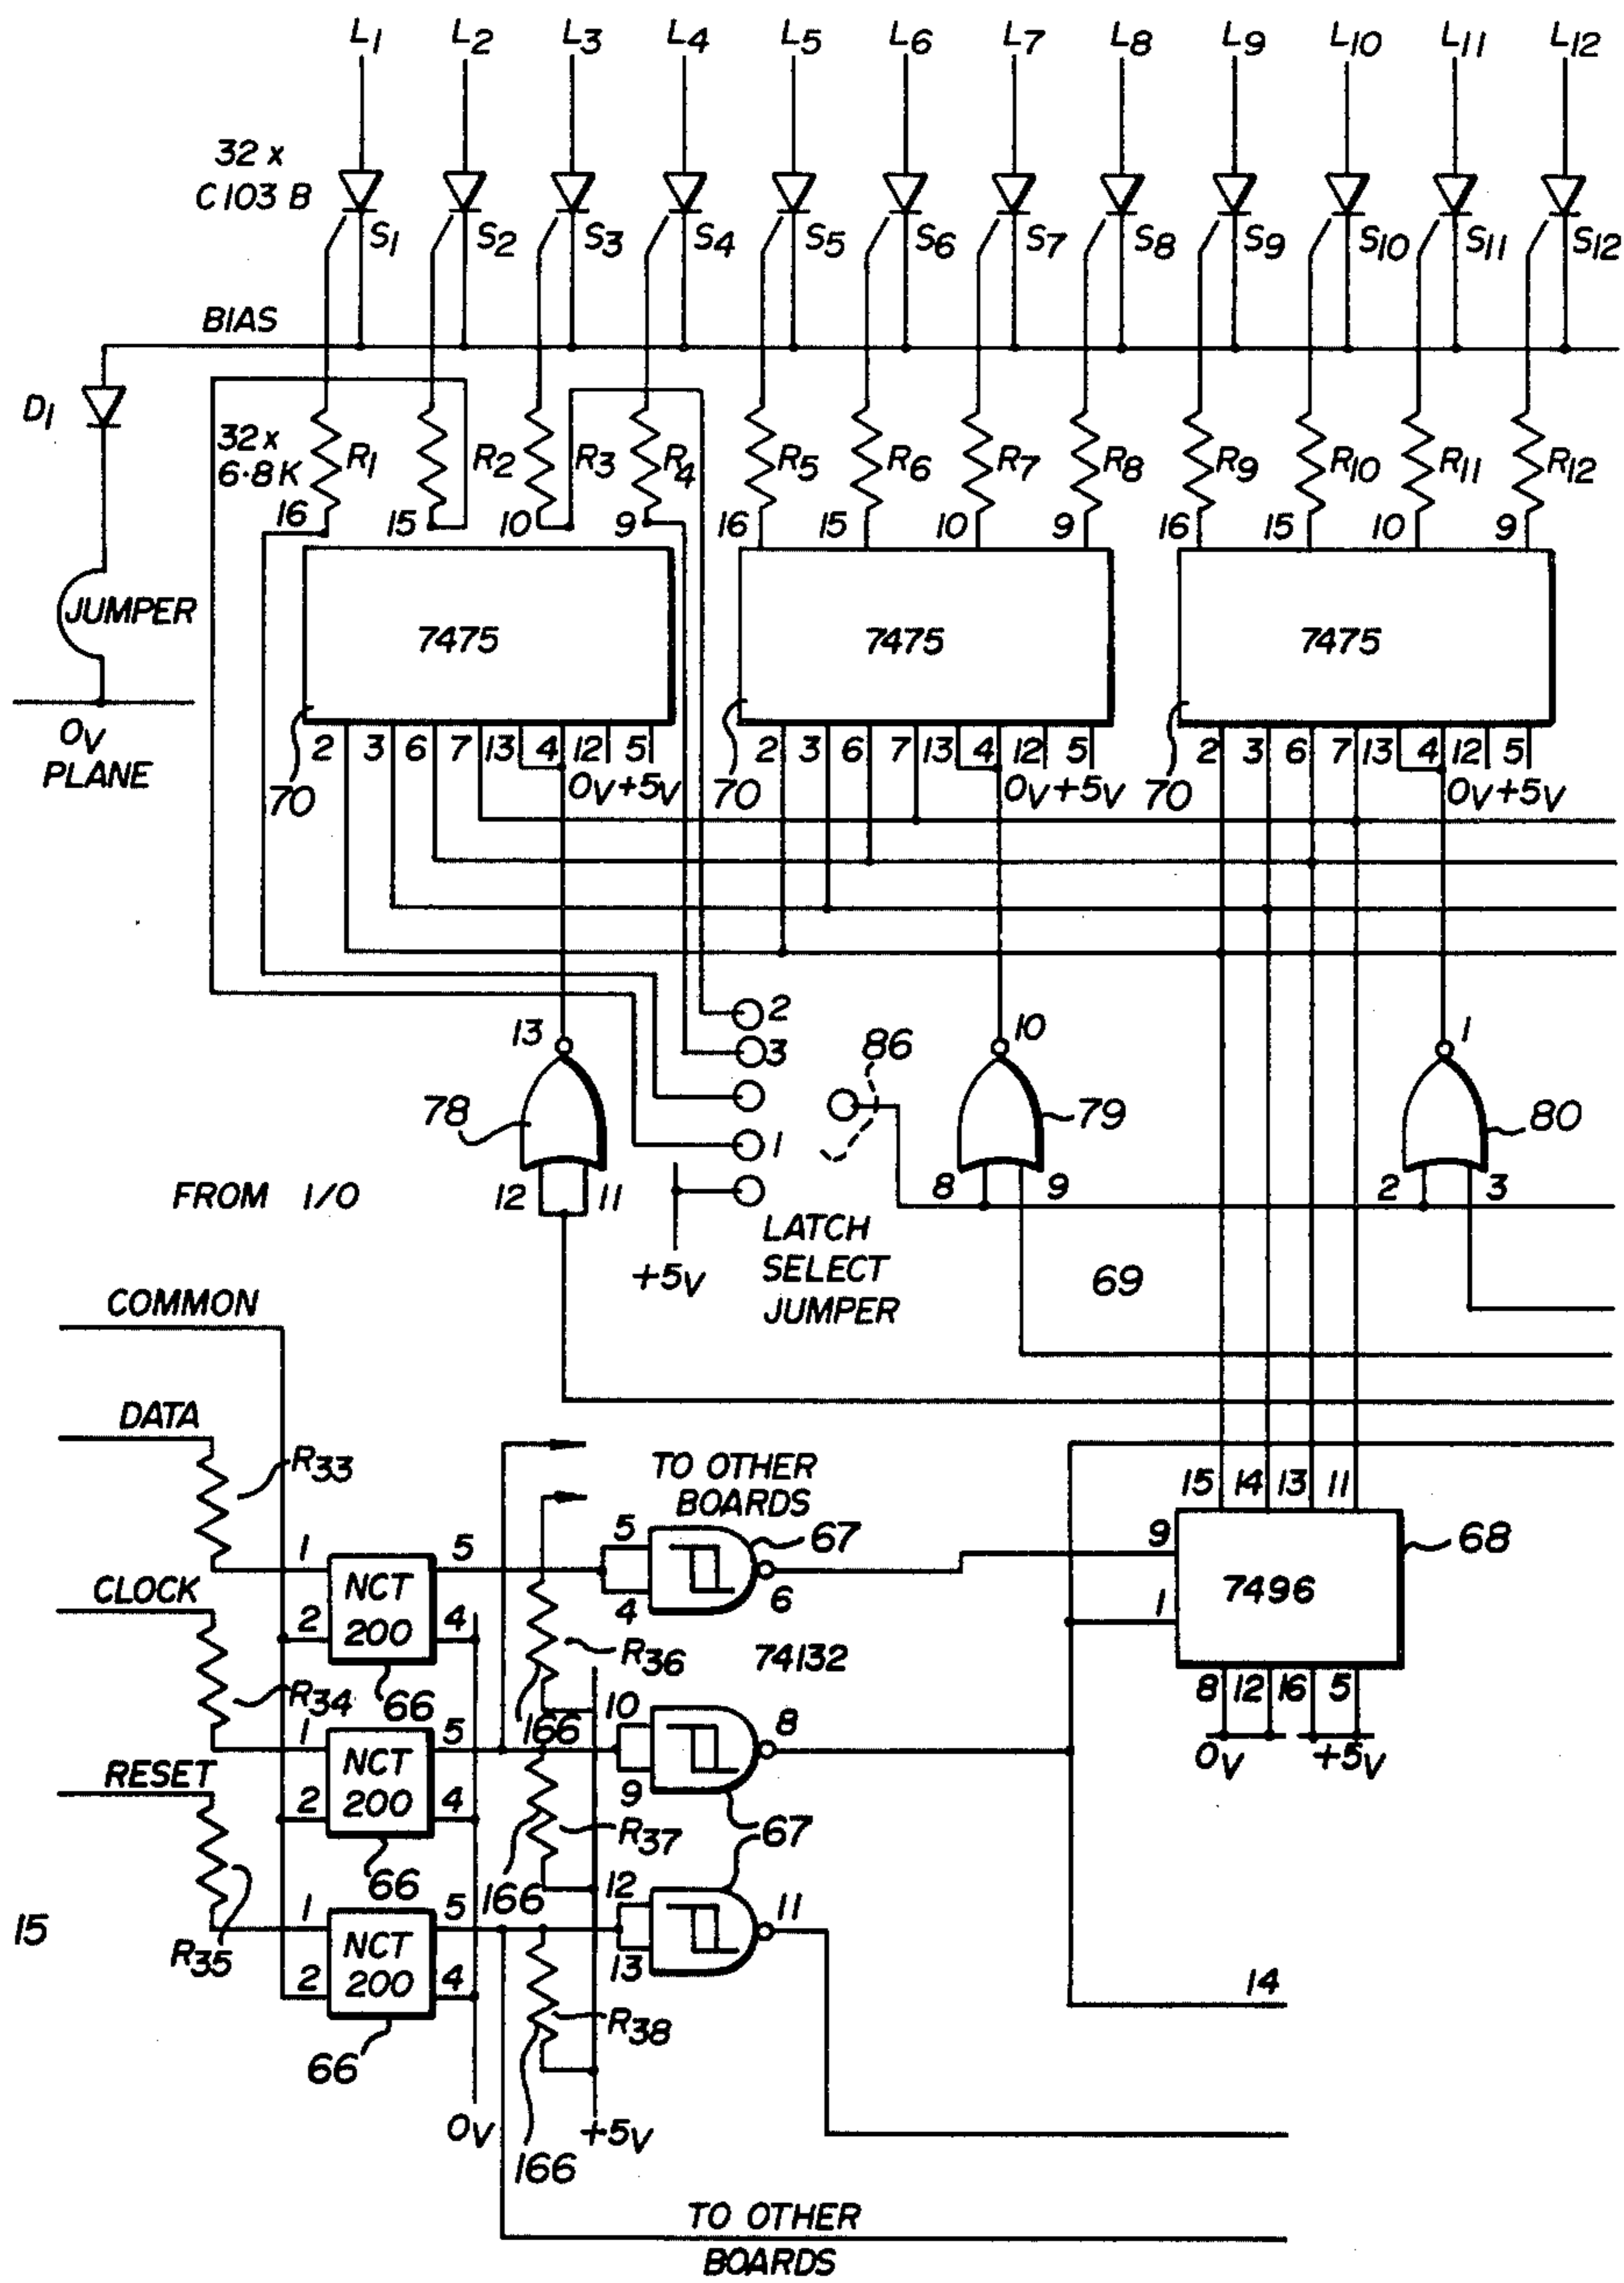 L1 L2 L3 L4 L5 L6 L7 L8 L9 L10 L11 L12
32 x
C 103 B
S1 S2 S3 S4 S5 S6 S7 S8 S9 S10 S11 S12
BIAS
D1
32 x
6.8 K
R1 R2 R3 R4 R5 R6 R7 R8 R9 R10 R11 R12
16 15 10 9 16 15 10 9 16 15 10 9
JUMPER
7475 7475 7475
0V
PLANE
2 3 6 7 13 4 12 5 2 3 6 7 13 4 12 5 2 3 6 7 13 4 12 5
70 0V +5V 70 0V +5V 70 0V +5V
2
13 3 86 10 1
78 79 80
1
FROM I/O 12 11 8 9 2 3
+5V
LATCH
SELECT
JUMPER
69
COMMON
DATA
R33
TO OTHER
BOARDS
15 14 13 11
1 5 5 67 9 68
CLOCK
NCT
200
2 4 4 6 1 7496
R36 74132
R34 66 166 10 8 8 12 16 5
1 5 0V +5V
RESET
NCT
200
2 4 9
R37 67
66 166 12 11
1 5
15
R35
NCT
200
2 4 13
R38 14
66
0V +5V
166
TO OTHER
BOARDS